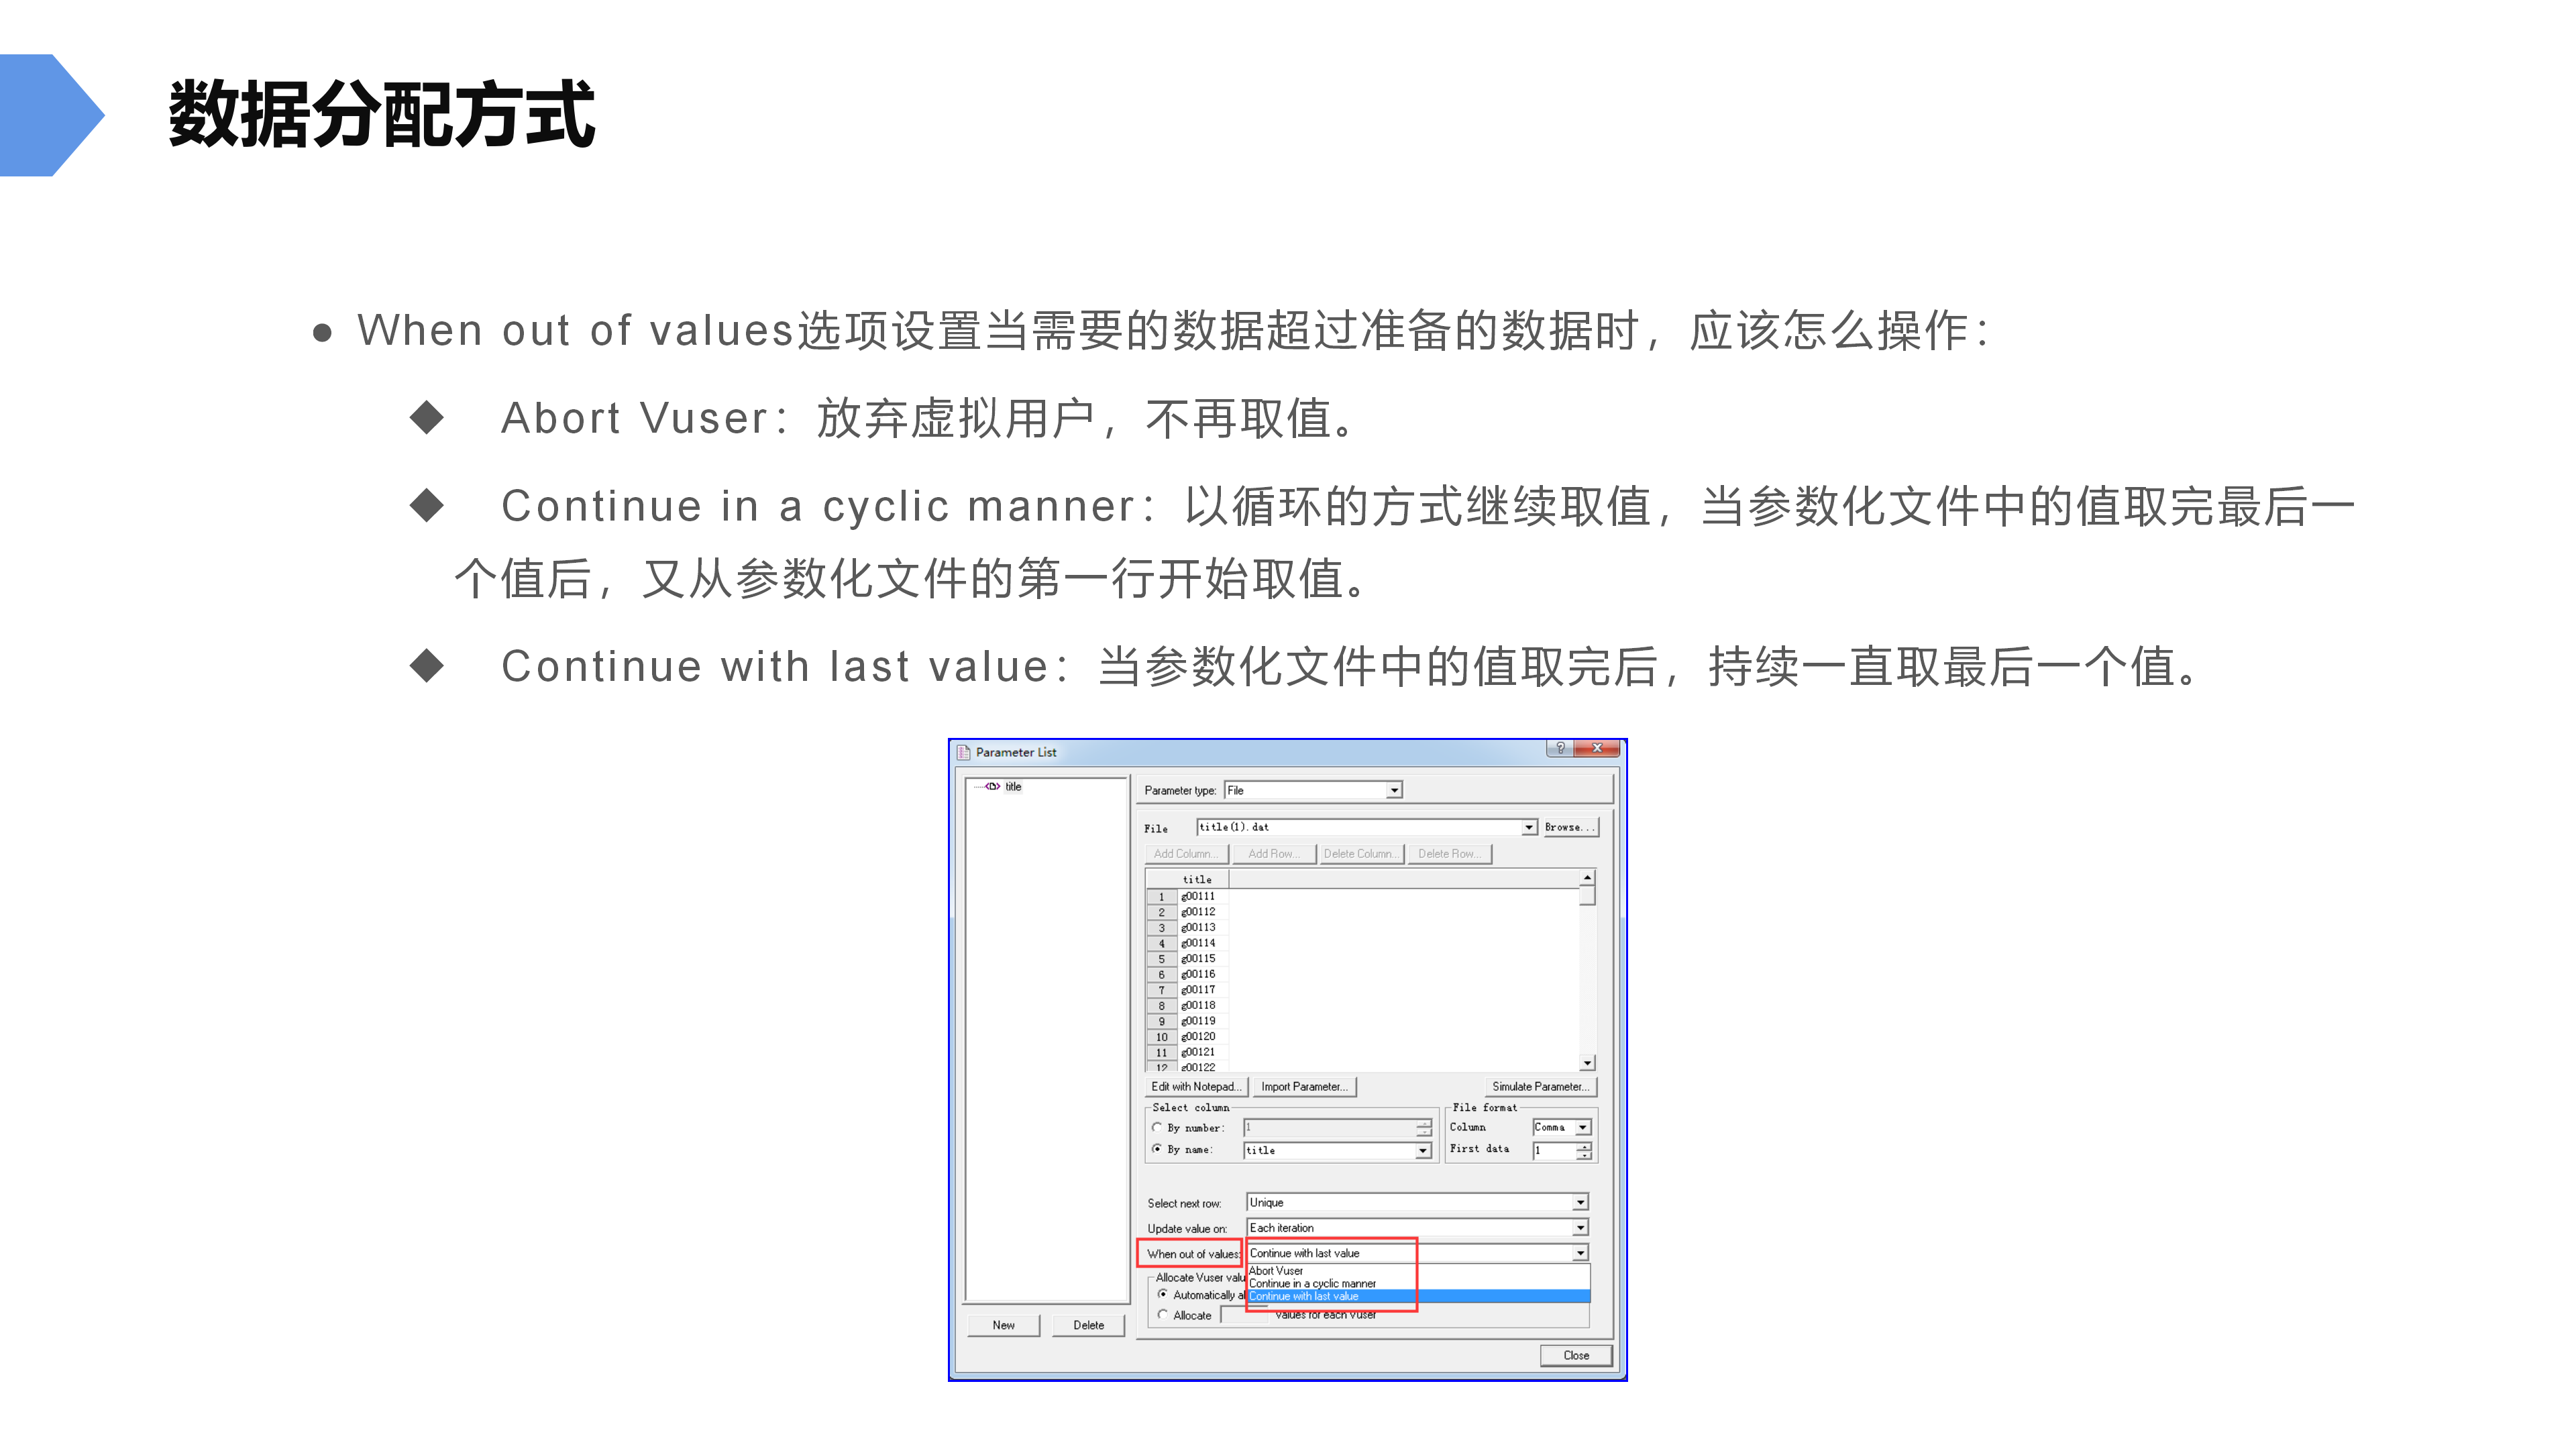 数据分配方式
● When out of values选项设置当需要的数据超过准备的数据时，应该怎么操作：
◆ Abort Vuser：放弃虚拟用户，不再取值。
◆ Continue in a cyclic manner：以循环的方式继续取值，当参数化文件中的值取完最后一
个值后，又从参数化文件的第一行开始取值。
◆ Continue with last value：当参数化文件中的值取完后，持续一直取最后一个值。
Parameter List
title
Parameter type: File
File title(1).dat Browse...
Add Column... Add Row... Delete Column... Delete Row...
title
1 g00111
2 g00112
3 g00113
4 g00114
5 g00115
6 g00116
7 g00117
8 g00118
9 g00119
10 g00120
11 g00121
12 g00122
Edit with Notepad... Import Parameter... Simulate Parameter...
Select column File format
By number: 1 Column Comma
By name: title First data 1
Select next row: Unique
Update value on: Each iteration
When out of values: Continue with last value
Abort Vuser
Allocate Vuser valu Continue in a cyclic manner
Automatically al Continue with last value
Allocate values for each Vuser
New Delete
Close